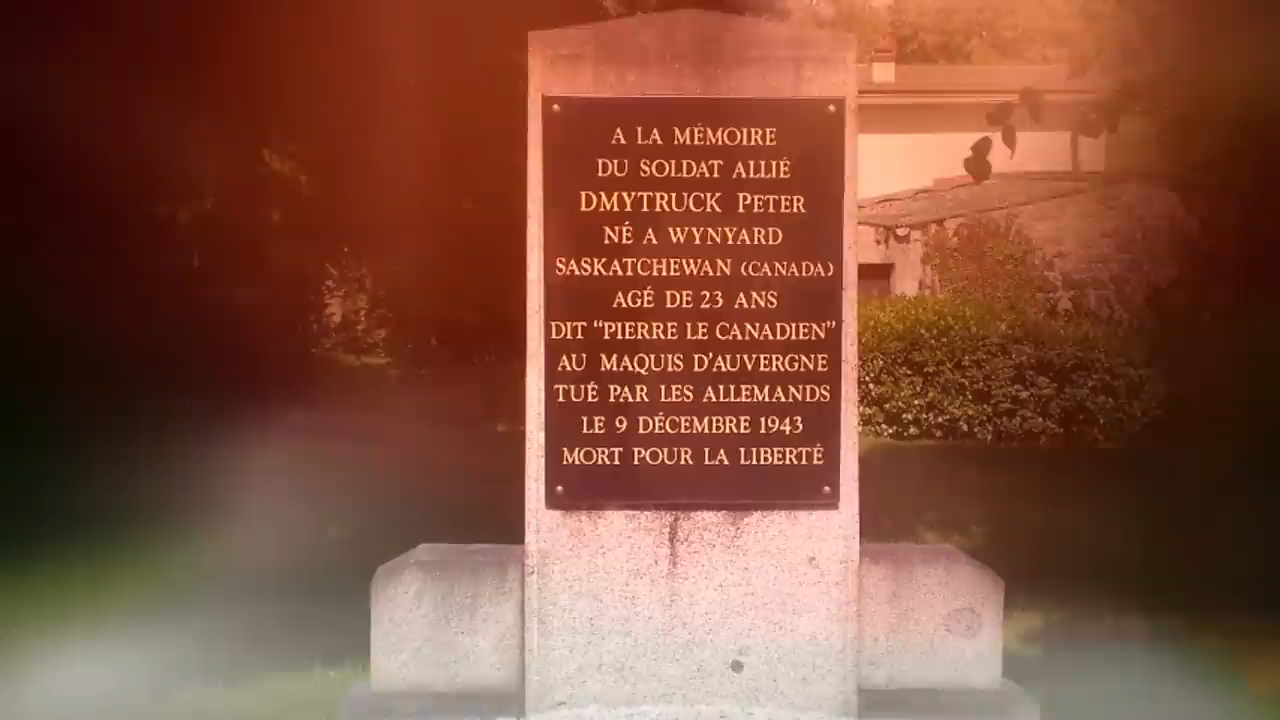 A LA MÉMOIRE
DU SOLDAT ALLIÉ
DMYTRUCK PETER
NÉ A WYNYARD
SASKATCHEWAN (CANADA)
AGÉ DE 23 ANS
DIT "PIERRE LE CANADIEN"
AU MAQUIS D'AUVERGNE
TUÉ PAR LES ALLEMANDS
LE 9 DÉCEMBRE 1943
MORT POUR LA LIBERTÉ